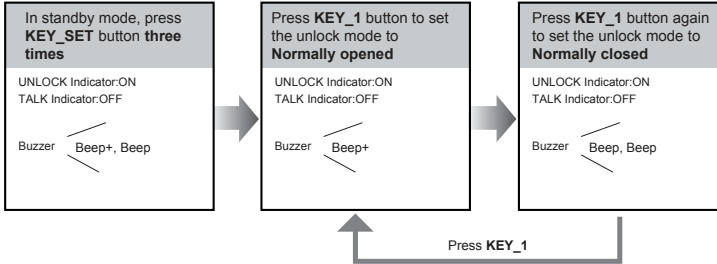 In standby mode, press
KEY_SET button three
times
UNLOCK Indicator:ON
TALK Indicator:OFF
Buzzer
Beep+, Beep
Press KEY_1 button to set
the unlock mode to
Normally opened
UNLOCK Indicator:ON
TALK Indicator:OFF
Buzzer
Beep+
Press KEY_1 button again
to set the unlock mode to
Normally closed
UNLOCK Indicator:ON
TALK Indicator:OFF
Buzzer
Beep, Beep
Press KEY_1